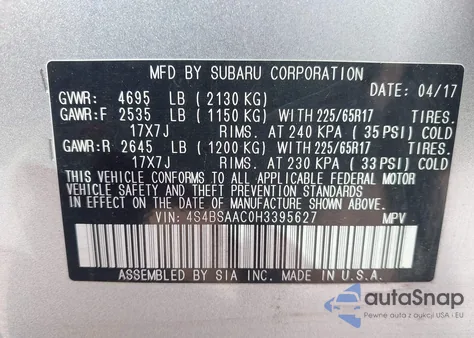 MFD BY SUBARU CORPORATION
DATE: 04/17
GVWR: 4695 LB (2130 KG)
GAWR:F 2535 LB (1150 KG) WITH 225/65R17 TIRES.
17X7J RIMS. AT 240 KPA (35 PSI) COLD
GAWR:R 2645 LB (1200 KG) WITH 225/65R17 TIRES.
17X7J RIMS. AT 230 KPA (33 PSI) COLD
THIS VEHICLE CONFORMS TO ALL APPLICABLE FEDERAL MOTOR
VEHICLE SAFETY AND THEFT PREVENTION STANDARDS
IN EFFECT ON THE DATE OF MANUFACTURE SHOWN ABOVE.
VIN: 4S4BSAAC0H3395627 MPV
ASSEMBLED BY SIA INC. MADE IN U.S.A.
autoSnap
Pewne auta z aykcji USA i EU